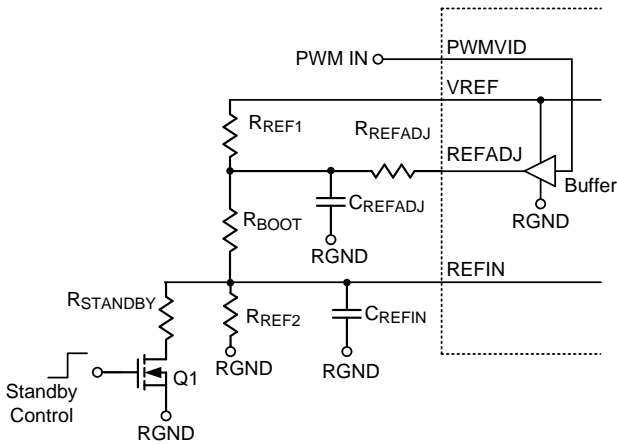 PWM IN
PWMVID
VREF
RREF1
RREFADJ
REFADJ
Buffer
CREFADJ
RGND
RBOOT
RGND
REFIN
RSTANDBY
RREF2
CREFIN
RGND
RGND
Q1
Standby
Control
RGND